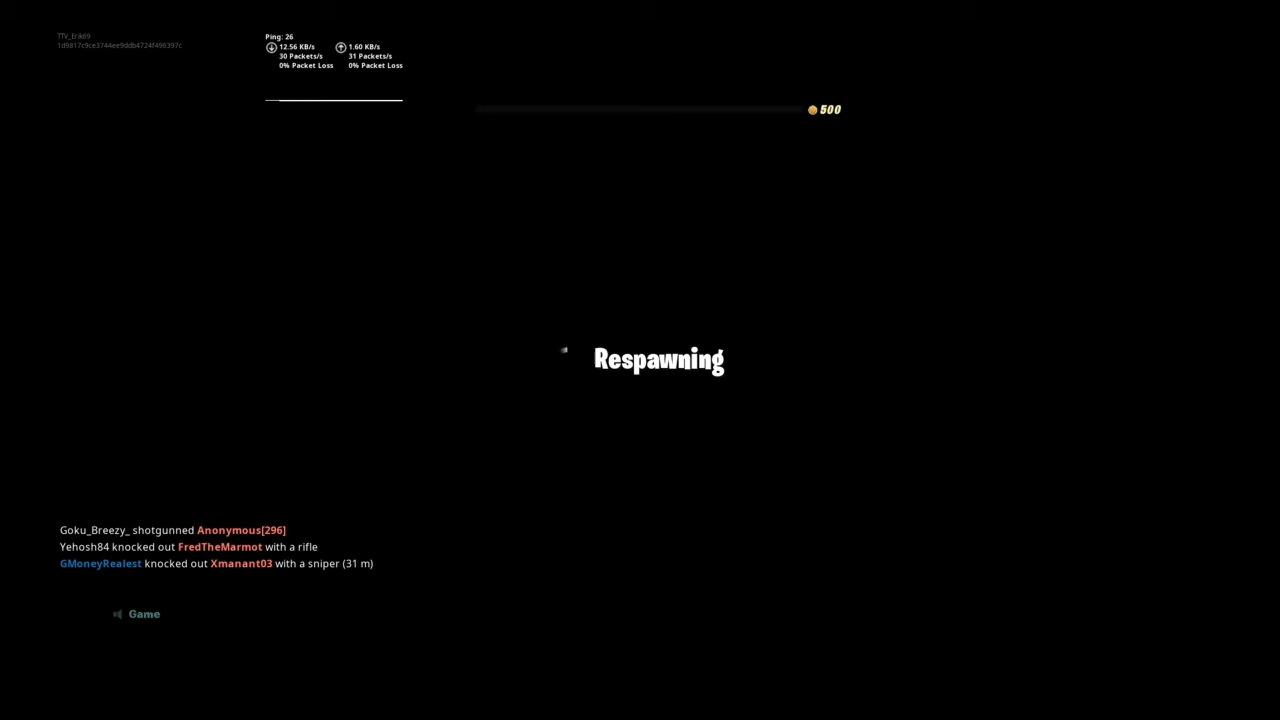 TTV_Erik69
1d9817c9ce3744ee9ddb4724f498397c
Ping: 26
12.56 KB/s 1.60 KB/s
30 Packets/s 31 Packets/s
0% Packet Loss 0% Packet Loss
500
Respawning
Goku_Breezy_ shotgunned Anonymous[296]
Yehosh84 knocked out FredTheMarmot with a rifle
GMoneyRealest knocked out Xmanant03 with a sniper (31 m)
Game